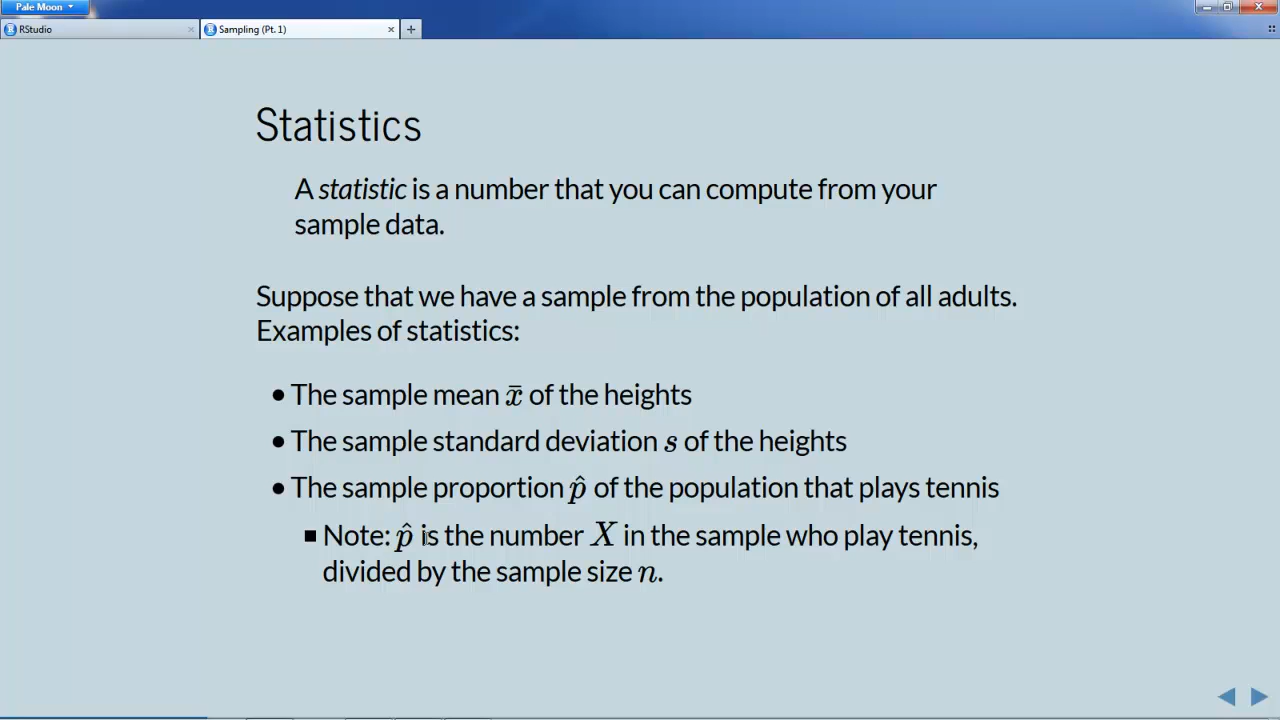 Pale Moon
RStudio
Sampling (Pt. 1)
Statistics
A statistic is a number that you can compute from your
sample data.
Suppose that we have a sample from the population of all adults.
Examples of statistics:
• The sample mean x̄ of the heights
• The sample standard deviation s of the heights
• The sample proportion p̂ of the population that plays tennis
■ Note: p̂ is the number X in the sample who play tennis,
divided by the sample size n.